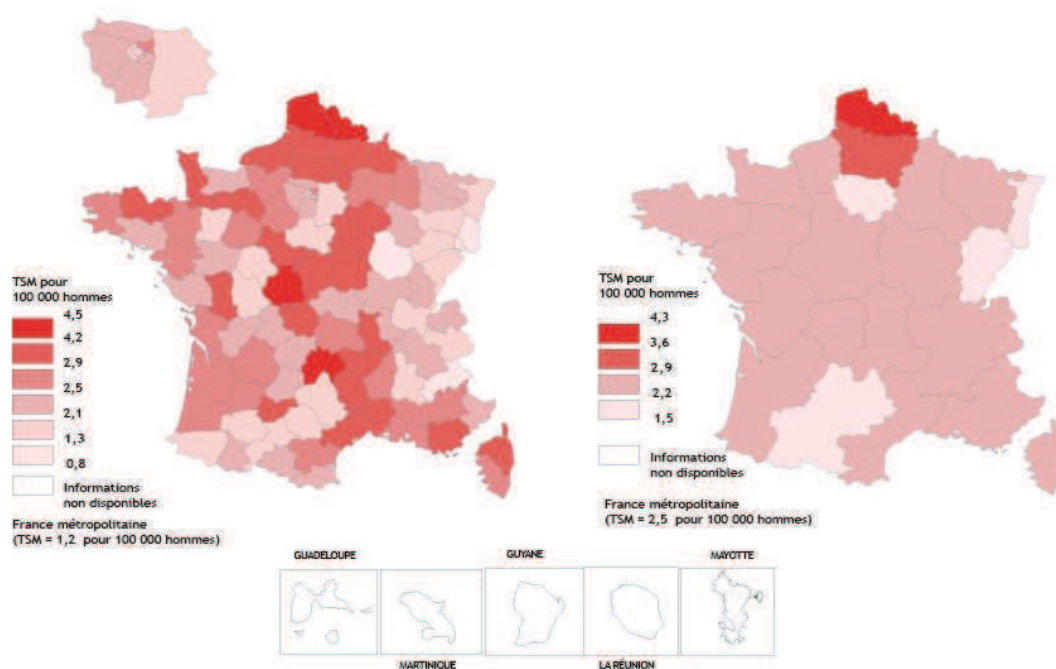 TSM pour
100 000 hommes
4,5
4,2
2,9
2,5
2,1
1,3
0,8
Informations
non disponibles
France métropolitaine
(TSM = 1,2 pour 100 000 hommes)
TSM pour
100 000 hommes
4,3
3,6
2,9
2,2
1,5
Informations
non disponibles
France métropolitaine
(TSM = 2,5 pour 100 000 hommes)
GUADELOUPE
GUYANE
MAYOTTE
MARTINIQUE
LA RÉUNION